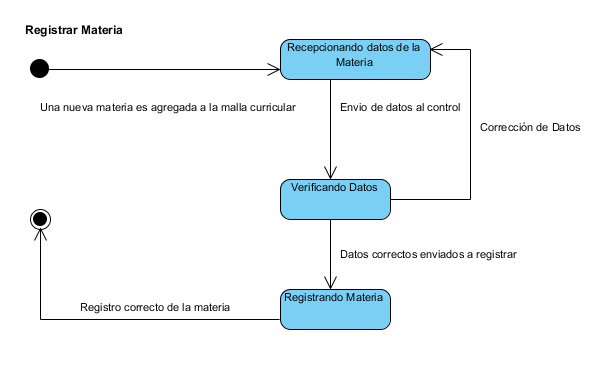 Registrar Materia
Recepcionando datos de la
Materia
Una nueva materia es agregada a la malla curricular
Envio de datos al control
Corrección de Datos
Verificando Datos
Datos correctos enviados a registrar
Registrando Materia
Registro correcto de la materia